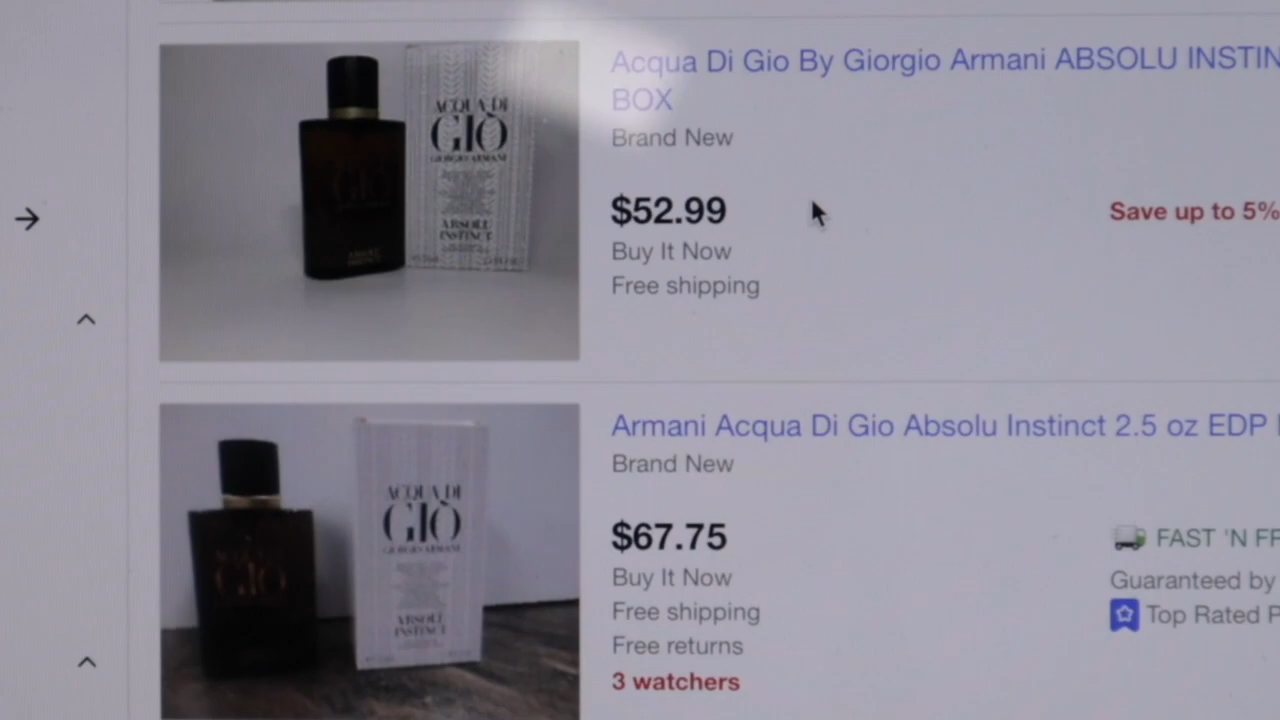 Acqua Di Gio By Giorgio Armani ABSOLU INSTIN
BOX
Brand New
$52.99
Buy It Now
Free shipping
Save up to 5%
ACQUA DI
GIÒ
GIORGIO ARMANI
ABSOLU
INSTINCT
Armani Acqua Di Gio Absolu Instinct 2.5 oz EDP
Brand New
$67.75
Buy It Now
Free shipping
Free returns
3 watchers
FAST 'N FR
Guaranteed by
Top Rated P
ACQUA DI
GIÒ
GIORGIO ARMANI
ABSOLU
INSTINCT
GIÒ